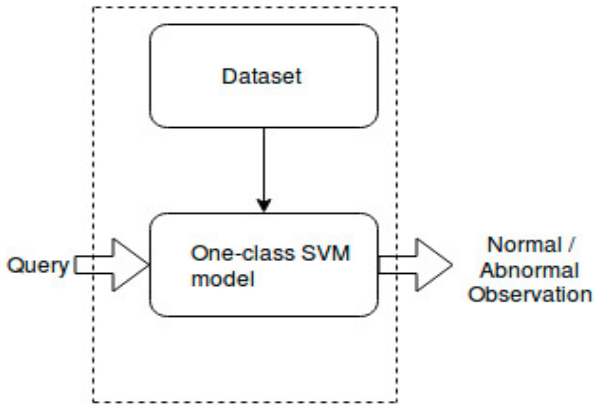 Dataset
Query
One-class SVM
model
Normal /
Abnormal
Observation